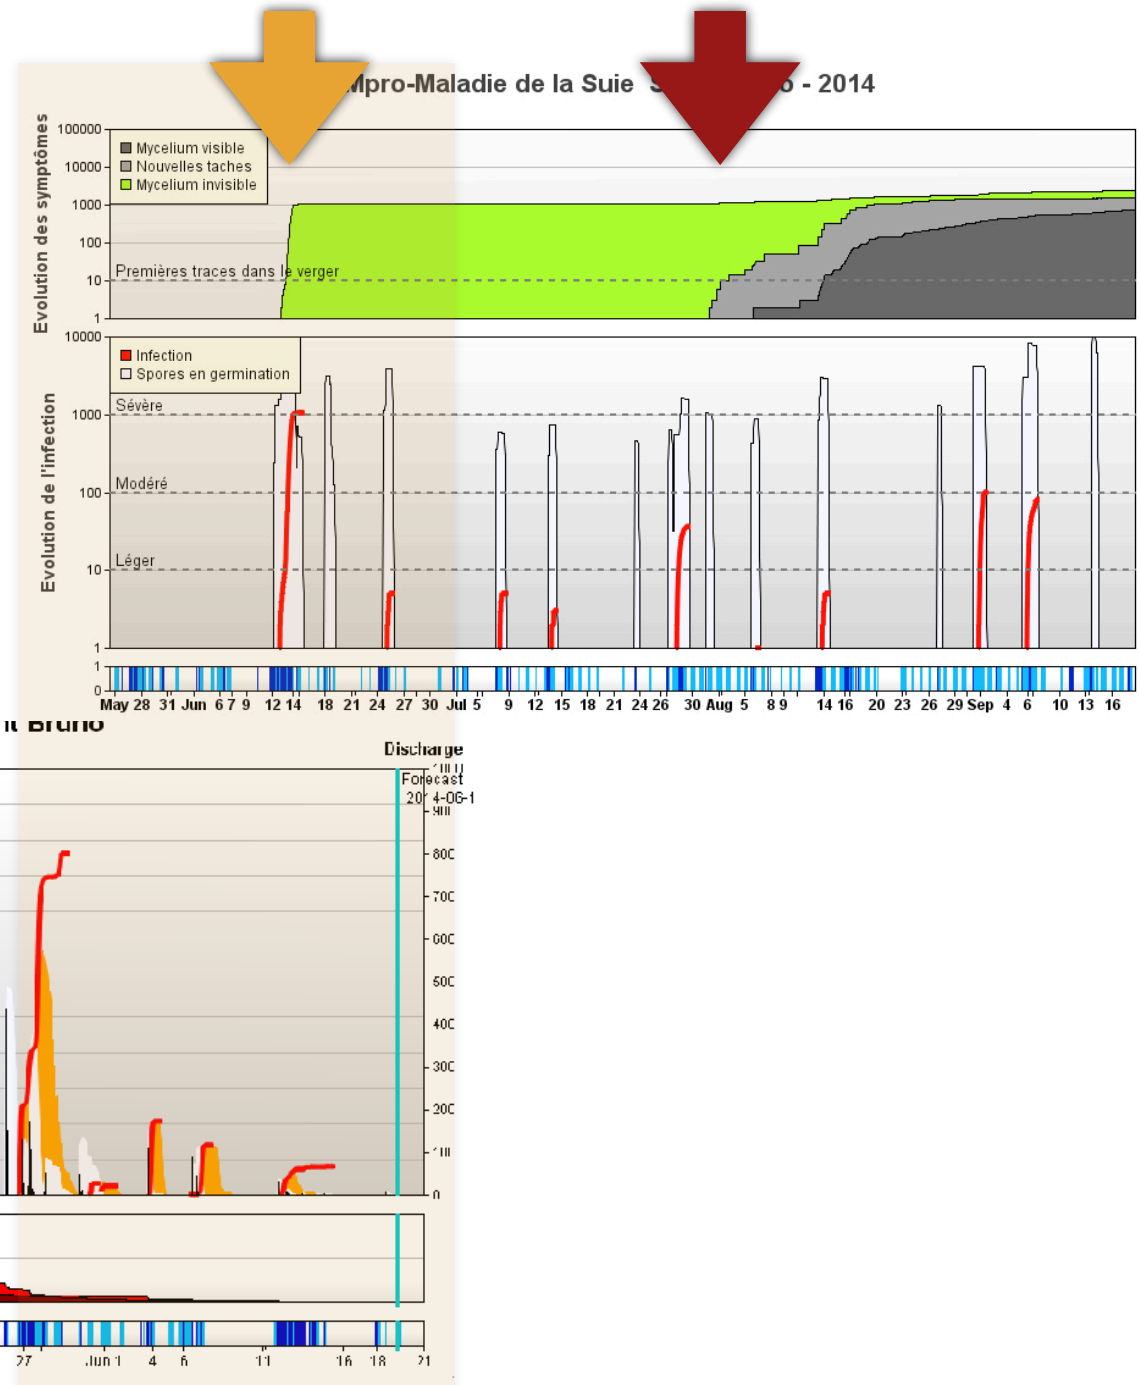 Mpro-Maladie de la Suie S - 2014
Evolution des symptômes
100000
10000
1000
100
10
1
Mycelium visible
Nouvelles taches
Mycelium invisible
Premières traces dans le verger
Evolution de l'infection
10000
1000
100
10
1
Infection
Spores en germination
Sévère
Modéré
Léger
1
0
May 28 31 Jun 6 7 9 12 14 18 21 24 27 30 Jul 5 9 12 15 18 21 24 26 30 Aug 5 8 9 14 16 20 23 26 29 Sep 4 6 10 13 16
Bruno
Discharge
Forecast
800
700
600
500
400
300
200
100
0
27 Jun 1 4 6 11 16 18 21